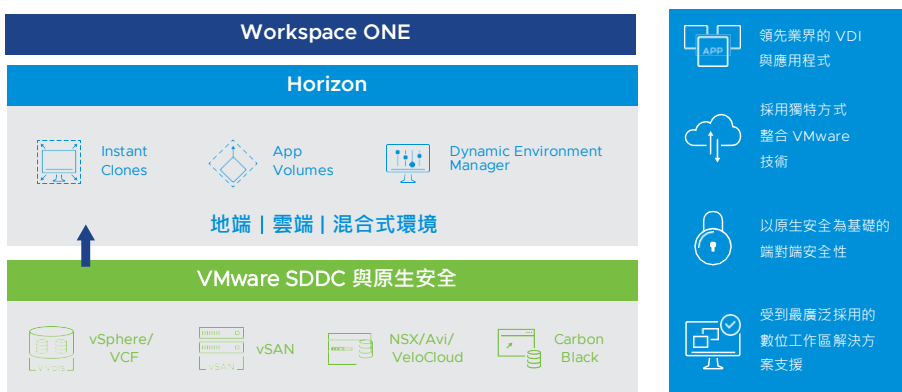 Workspace ONE
Horizon
Instant
Clones
App
Volumes
Dynamic Environment
Manager
地端 | 雲端 | 混合式環境
VMware SDDC 與原生安全
vSphere/
VCF
vSAN
vSAN
NSX/Avi/
VeloCloud
Carbon
Black
APP
領先業界的 VDI
與應用程式
採用獨特方式
整合 VMware
技術
以原生安全為基礎的
端對端安全性
受到最廣泛採用的
數位工作區解決方
案支援